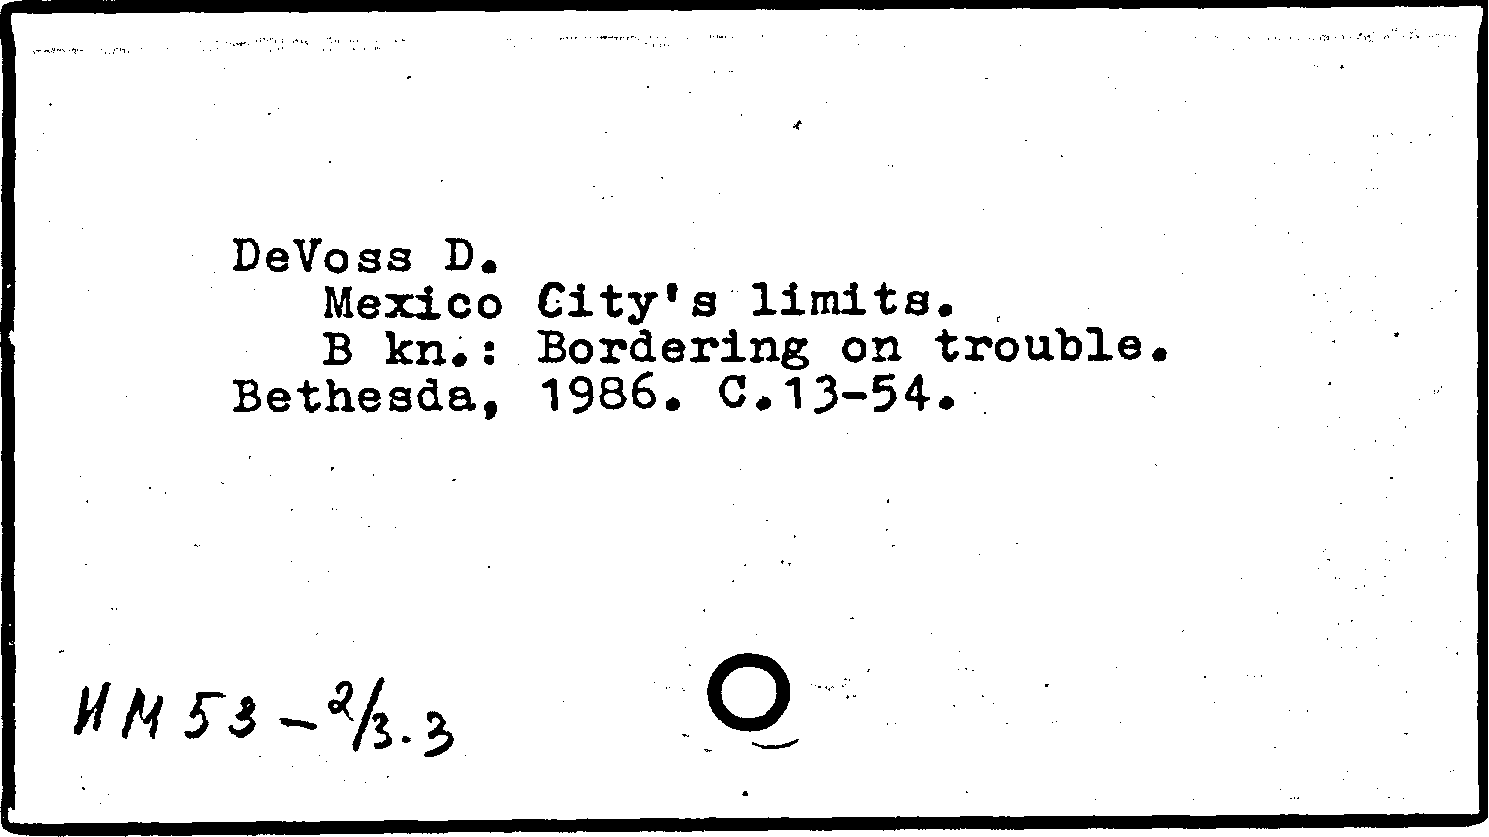 DeVoss D.
Mexico City's limits.
B kn.: Bordering on trouble.
Bethesda, 1986. C.13-54.
ИМ 53 - 2/3.3